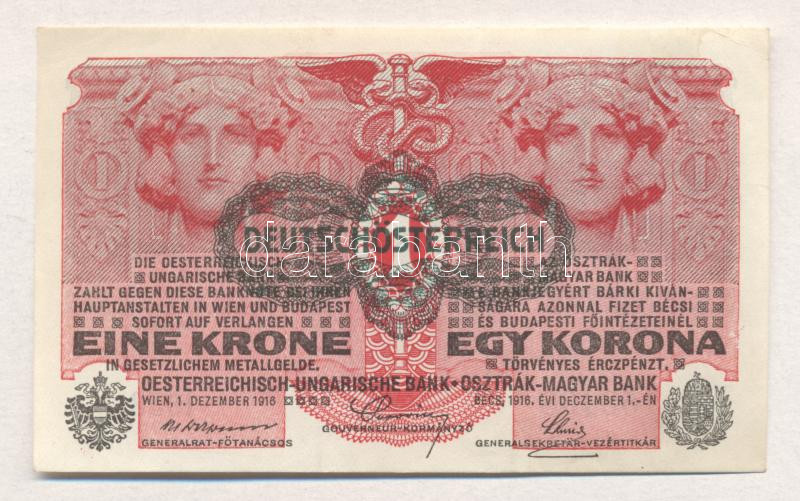 1
DEUTSCHÖSTERREICH
darabanth
DIE OESTERREICHISCH-
UNGARISCHE
ZAHLT GEGEN DIESE BANKNOTE BEI IHREN
HAUPTANSTALTEN IN WIEN UND BUDAPEST
SOFORT AUF VERLANGEN
EINE KRONE
IN GESETZLICHEM METALLGELDE.
AZ OSZTRÁK-
MAGYAR BANK
E BANKJEGYÉRT BÁRKI KIVÁN-
SÁGÁRA AZONNAL FIZET BÉCSI
ÉS BUDAPESTI FŐINTÉZETEINÉL
EGY KORONA
TÖRVÉNYES ÉRCZPÉNZT.
OESTERREICHISCH-UNGARISCHE BANK • OSZTRÁK-MAGYAR BANK
WIEN, 1. DEZEMBER 1916
BÉCS, 1916. ÉVI DECZEMBER 1.-ÉN
GENERALRAT-FŐTANÁCSOS
GOUVERNEUR-KORMÁNYZÓ
GENERALSEKRETÄR-VEZÉRTITKÁR